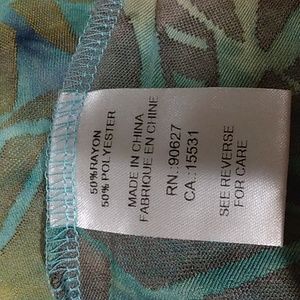 50%RAYON
50% POLYESTER
MADE IN CHINA
FABRIQUE EN CHINE
RN. 90627
CA.:15531
SEE REVERSE
FOR CARE